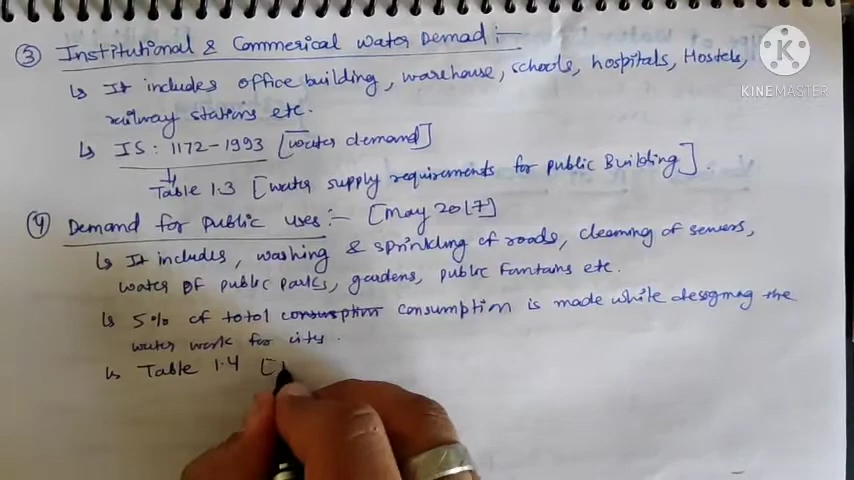 ③ Institutional & Commerical Water Demad :-
↳ It includes office building, warehouse, schools, hospitals, Hostels,
railway stations etc.
↳ IS : 1172-1993 [water demand]
Table 1.3 [water supply requirements for public Building].
④ Demand for public uses :- [May 2017]
↳ It includes, washing & sprinkling of roads, cleaning of sewers,
water of public parks, gardens, public fountains etc.
↳ 5% of total consumption consumption is made while designing the
water work for city.
↳ Table 1.4 [
KINEMASTER